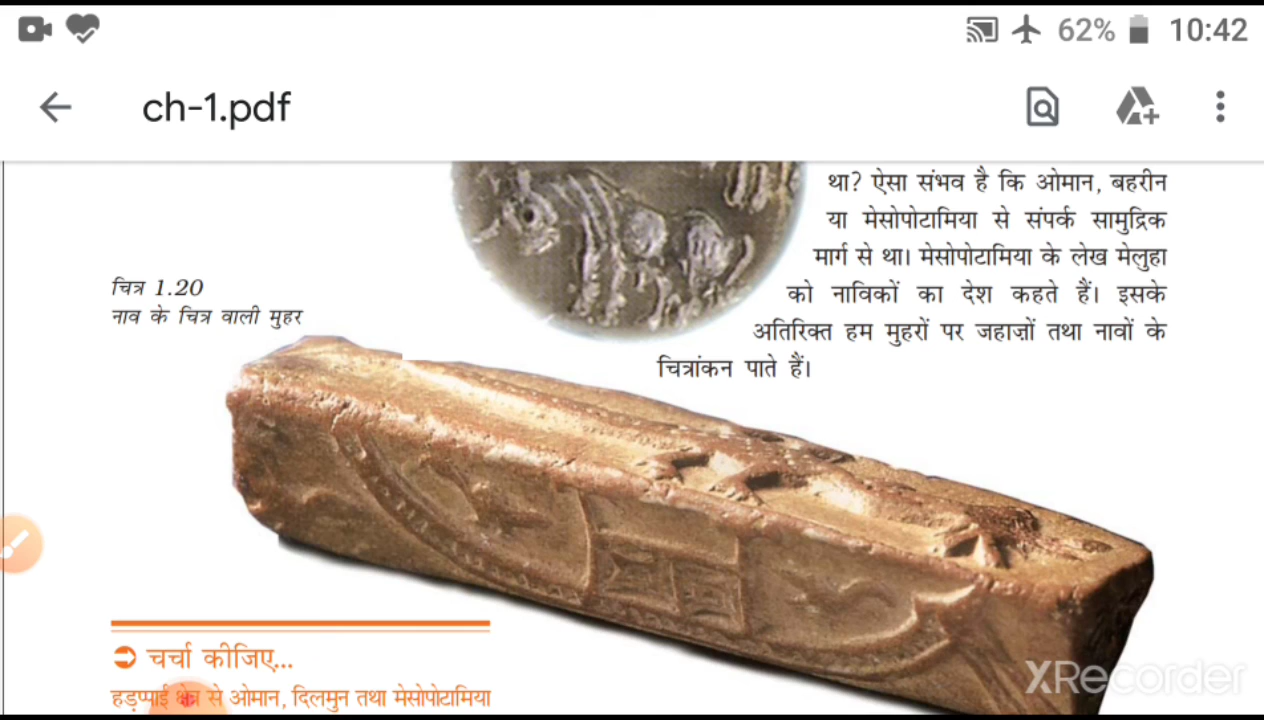 62% 10:42
ch-1.pdf
था? ऐसा संभव है कि ओमान, बहरीन
या मेसोपोटामिया से संपर्क सामुद्रिक
मार्ग से था। मेसोपोटामिया के लेख मेलुहा
को नाविकों का देश कहते हैं। इसके
अतिरिक्त हम मुहरों पर जहाज़ों तथा नावों के
चित्रांकन पाते हैं।
चित्र 1.20
नाव के चित्र वाली मुहर
चर्चा कीजिए...
हड़प्पाई क्षेत्र से ओमान, दिलमुन तथा मेसोपोटामिया
XRecorder